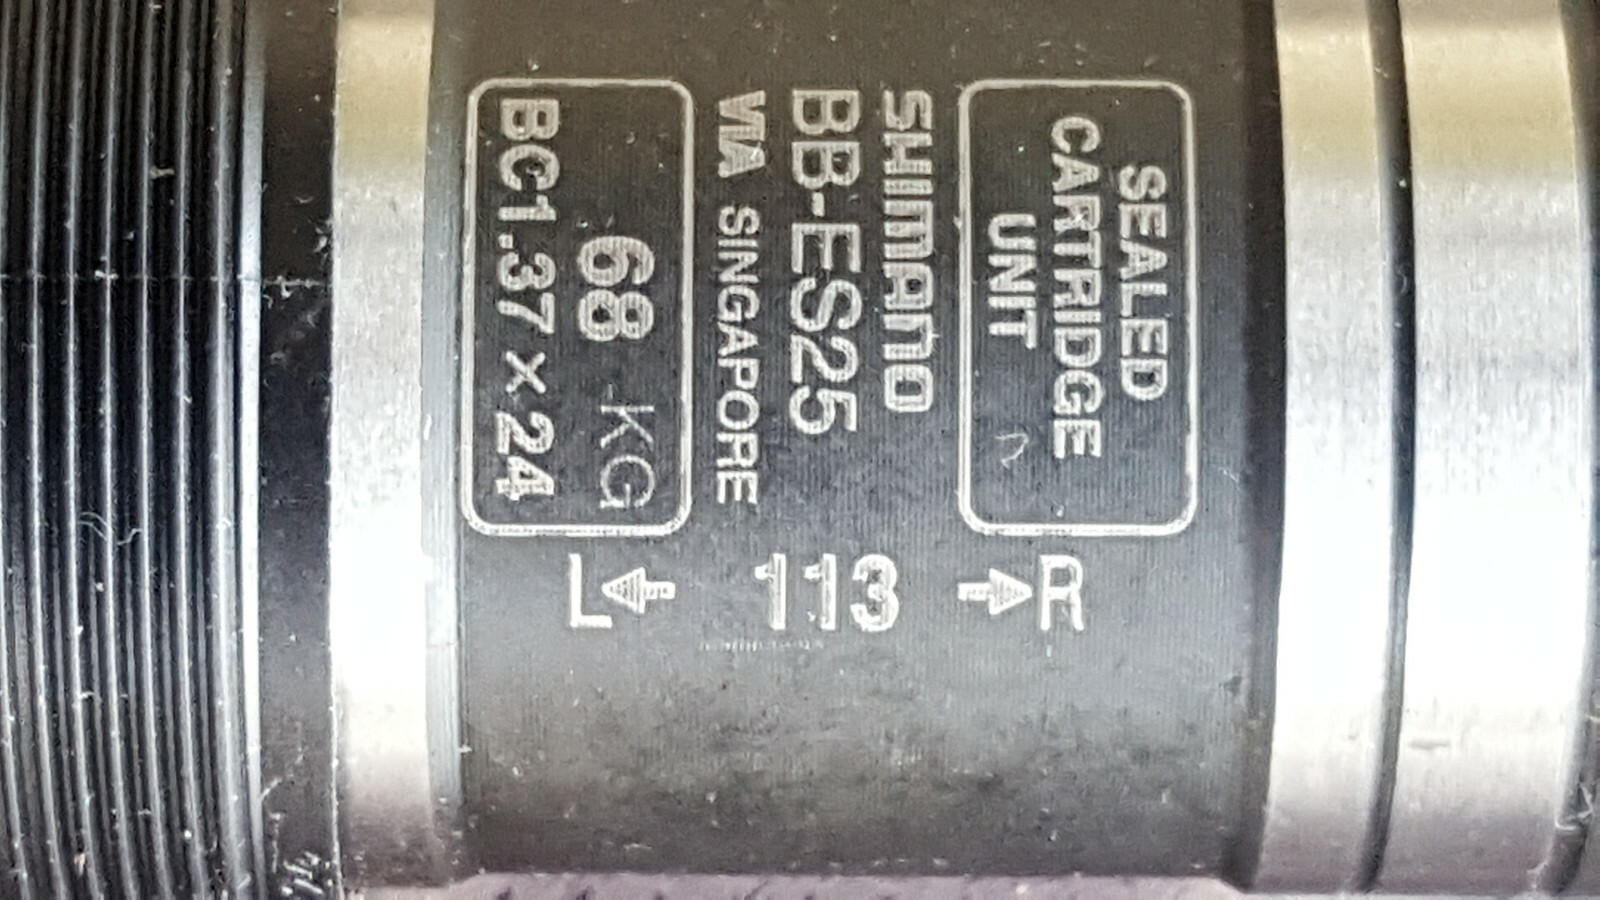 SEALED
CARTRIDGE
UNIT
SHIMANO
BB-ES25
VIA SINGAPORE
68 KG
BC1.37 × 24
L← 113 →R